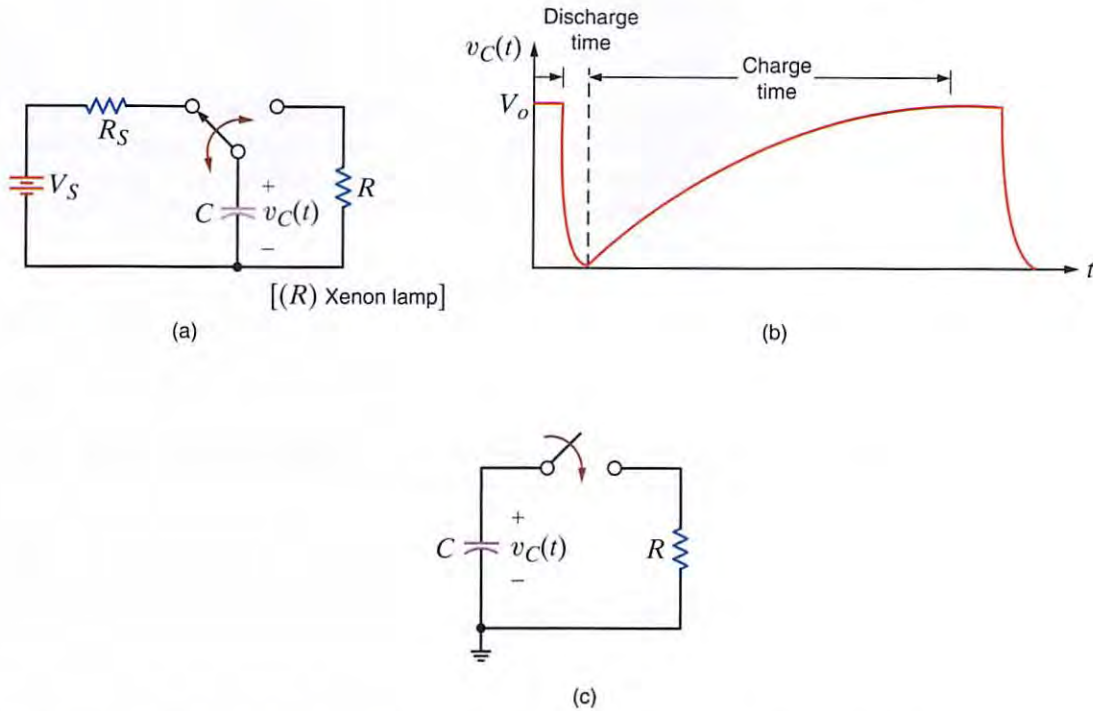 Discharge
time
v_C(t)
Charge
time
V_o
R_S
V_S
C
+
v_C(t)
−
R
t
[(R) Xenon lamp]
(a)
(b)
C
+
v_C(t)
−
R
(c)